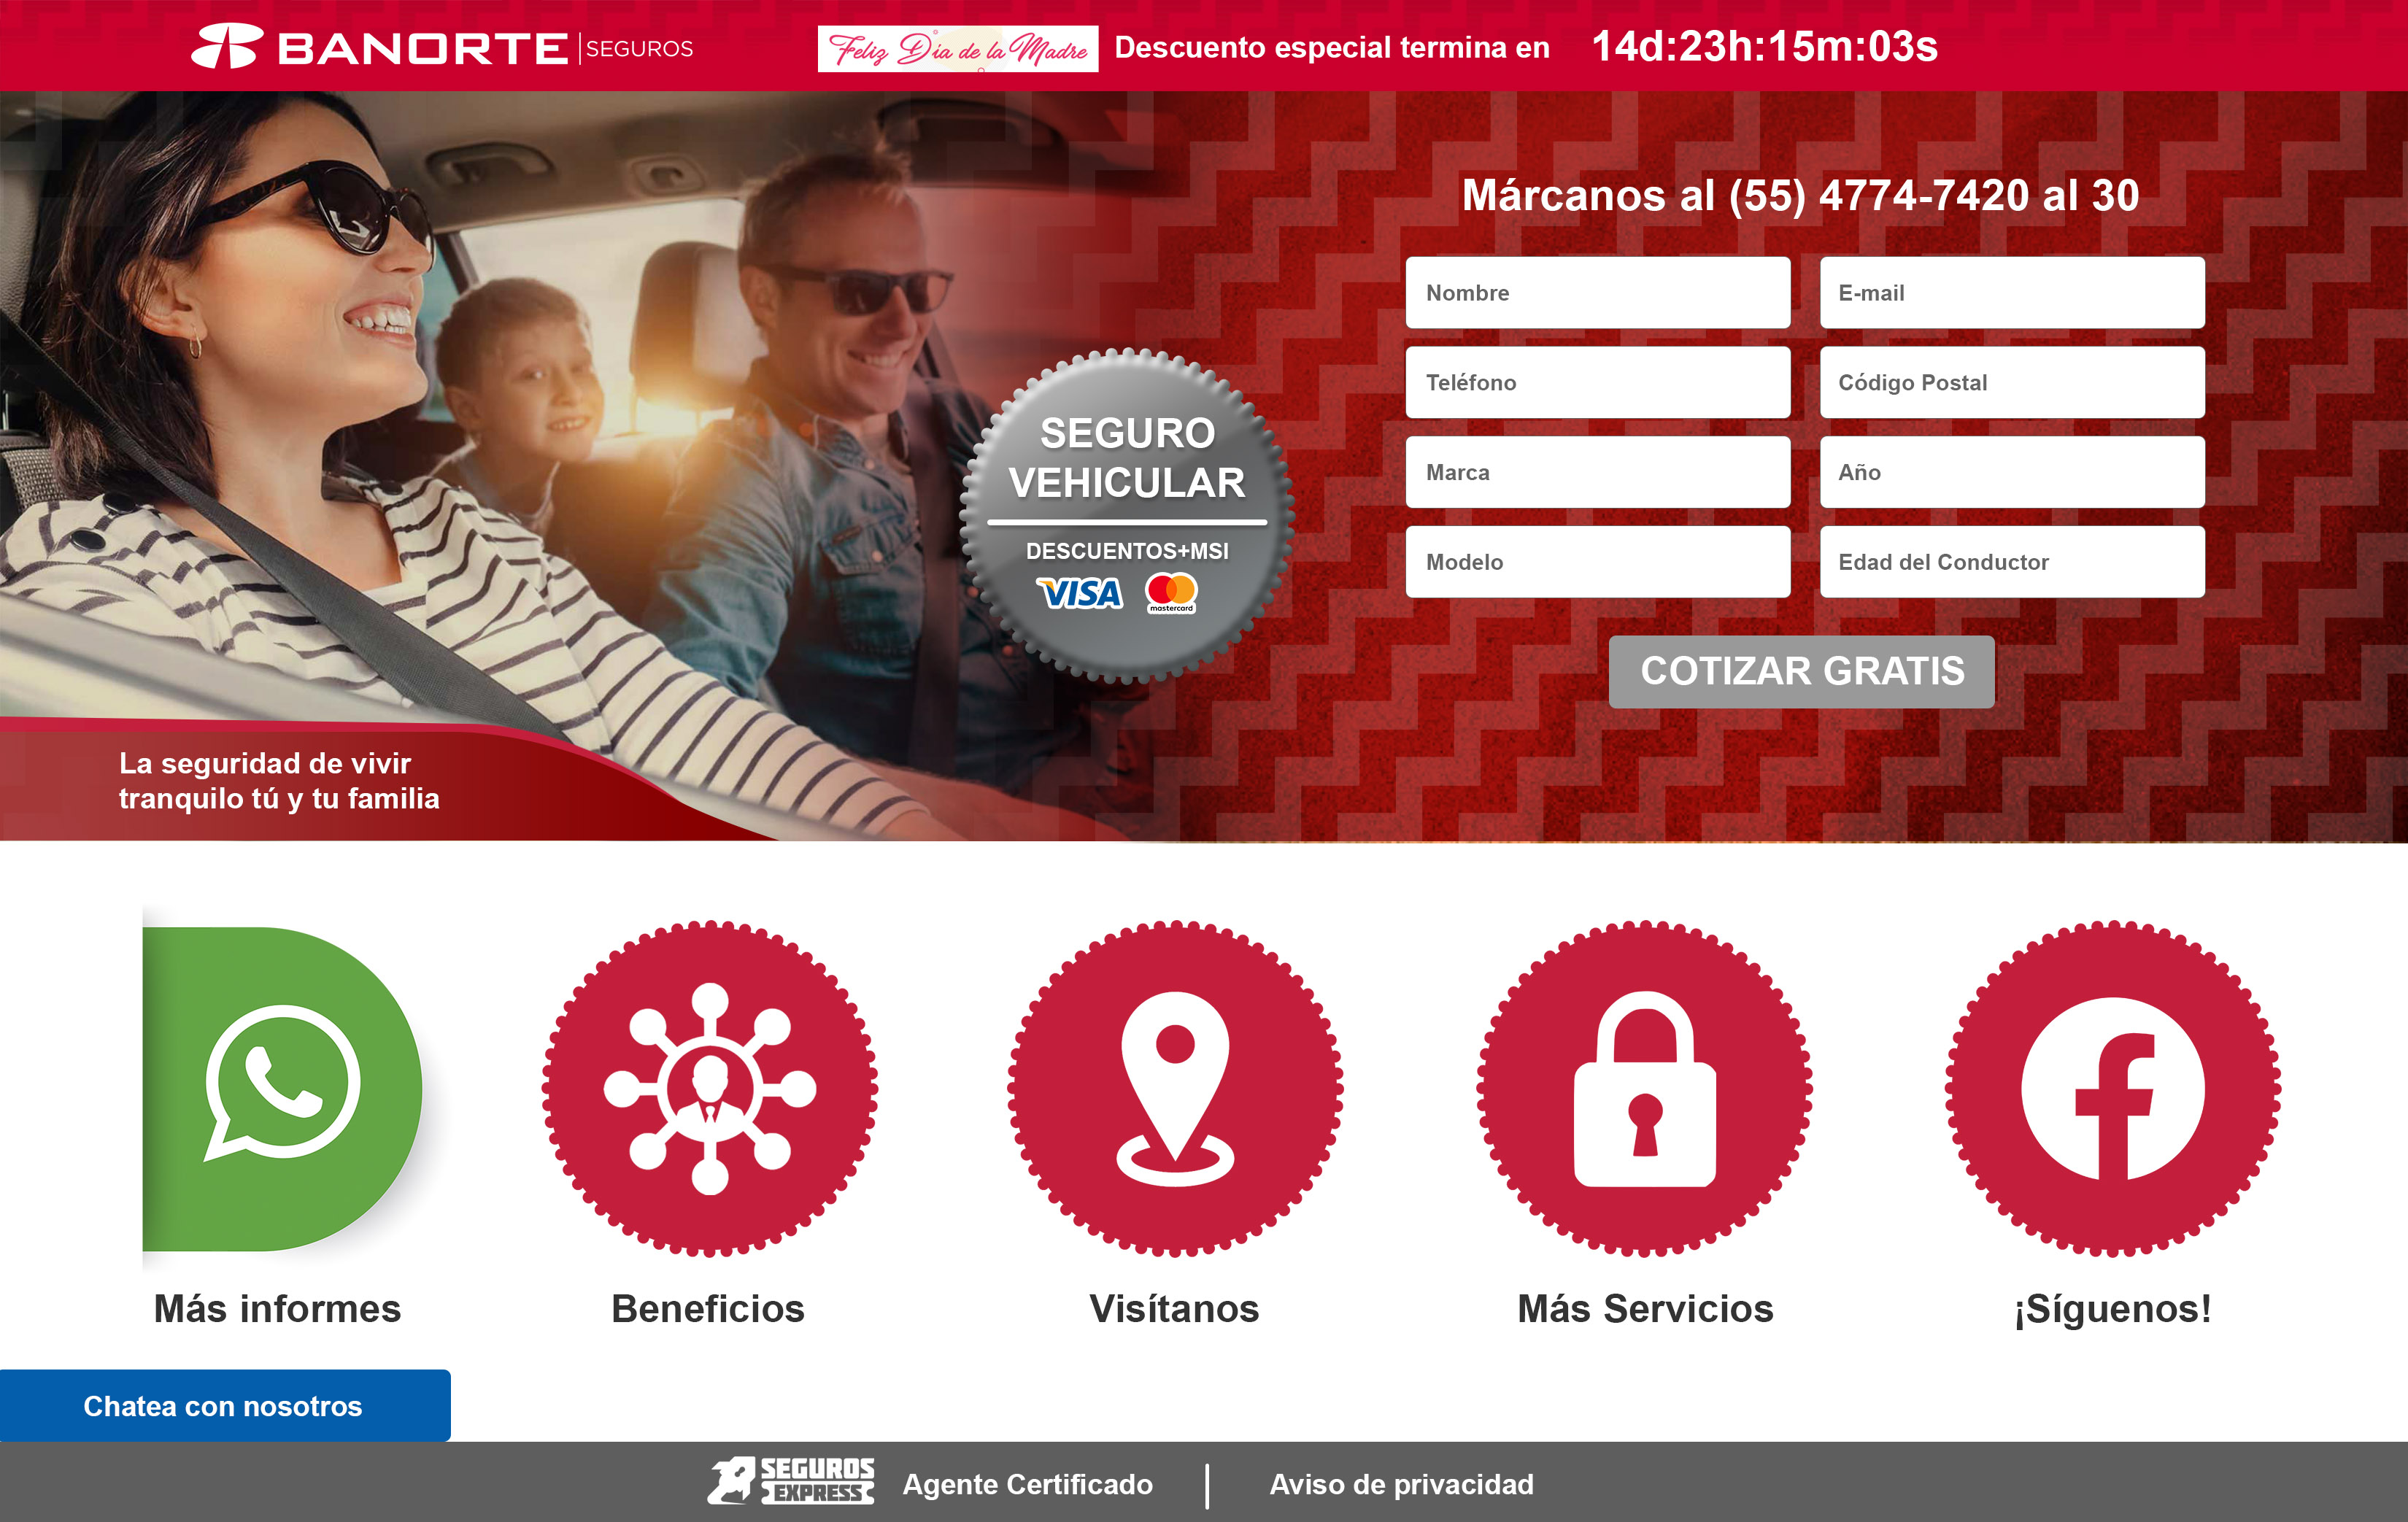 BANORTE SEGUROS
Feliz Día de la Madre
Descuento especial termina en 14d:23h:15m:03s
Márcanos al (55) 4774-7420 al 30
Nombre
E-mail
Teléfono
Código Postal
Marca
Año
Modelo
Edad del Conductor
COTIZAR GRATIS
SEGURO
VEHICULAR
DESCUENTOS+MSI
VISA mastercard
La seguridad de vivir
tranquilo tú y tu familia
Más informes
Beneficios
Visítanos
Más Servicios
¡Síguenos!
Chatea con nosotros
SEGUROS
EXPRESS
Agente Certificado | Aviso de privacidad